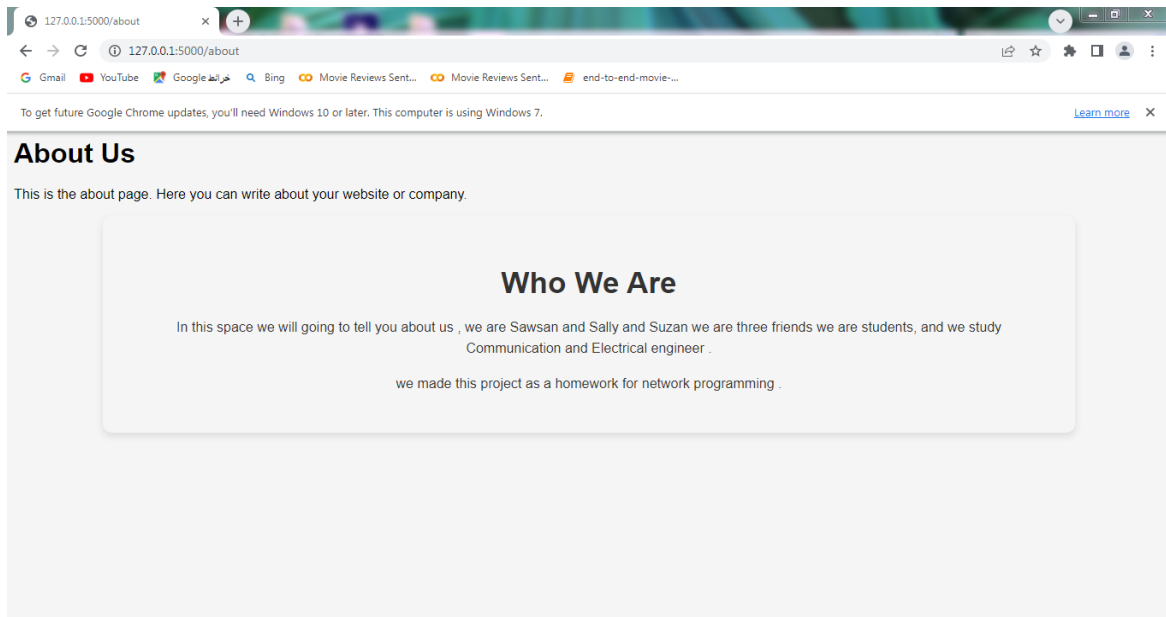 127.0.0.1:5000/about
127.0.0.1:5000/about
Gmail YouTube Google خرائط Bing Movie Reviews Sent... Movie Reviews Sent... end-to-end-movie-...
To get future Google Chrome updates, you'll need Windows 10 or later. This computer is using Windows 7. Learn more
About Us
This is the about page. Here you can write about your website or company.
Who We Are
In this space we will going to tell you about us , we are Sawsan and Sally and Suzan we are three friends we are students, and we study
Communication and Electrical engineer .
we made this project as a homework for network programming .